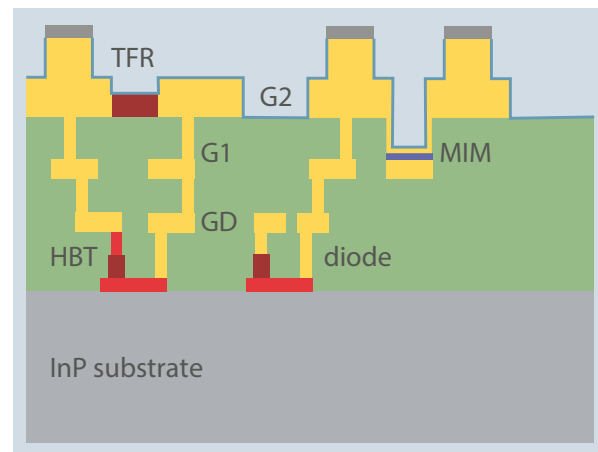 TFR
G2
G1
MIM
GD
HBT
diode
InP substrate